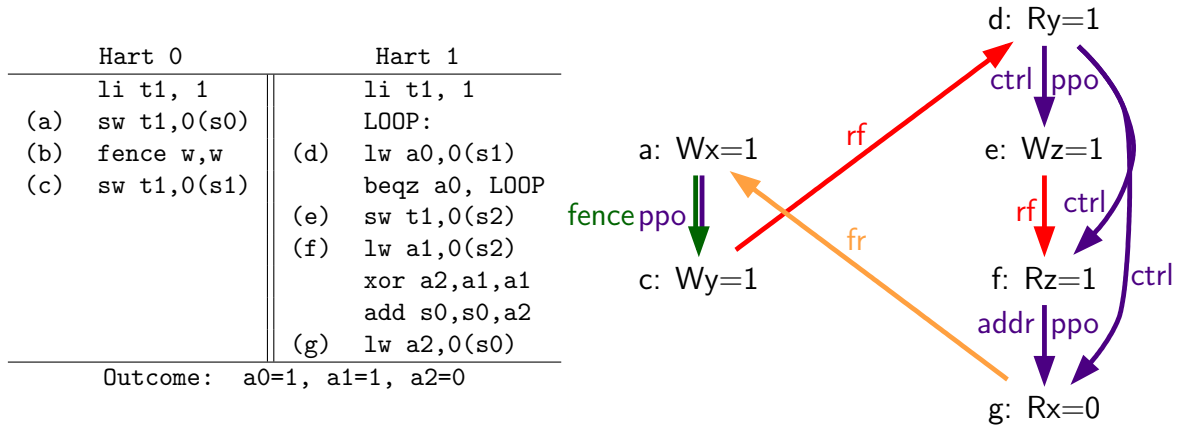 Hart 0 Hart 1
li t1, 1 li t1, 1
(a) sw t1,0(s0) LOOP:
(b) fence w,w (d) lw a0,0(s1)
(c) sw t1,0(s1) beqz a0, LOOP
(e) sw t1,0(s2)
(f) lw a1,0(s2)
xor a2,a1,a1
add s0,s0,a2
(g) lw a2,0(s0)
Outcome: a0=1, a1=1, a2=0
d: Ry=1
ctrl ppo
rf
a: Wx=1
e: Wz=1
fence ppo
rf
ctrl
fr
c: Wy=1
f: Rz=1
ctrl
addr ppo
g: Rx=0